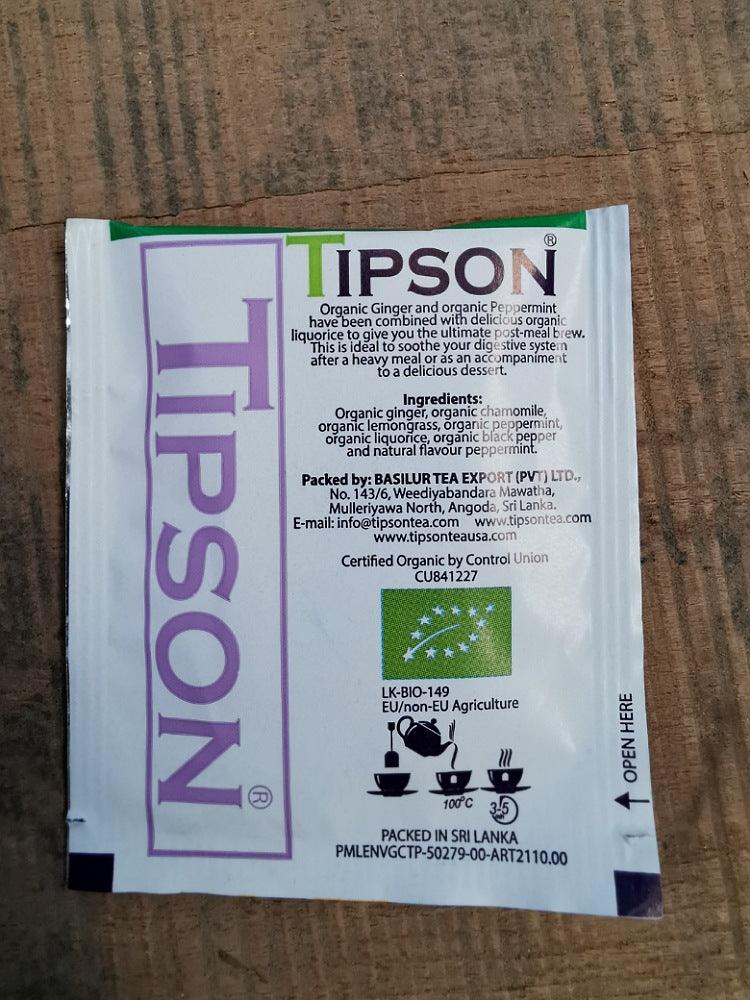 TIPSON®
TIPSON®
Organic Ginger and organic Peppermint
have been combined with delicious organic
liquorice to give you the ultimate post-meal brew.
This is ideal to soothe your digestive system
after a heavy meal or as an accompaniment
to a delicious dessert.
Ingredients:
Organic ginger, organic chamomile,
organic lemongrass, organic peppermint,
organic liquorice, organic black pepper
and natural flavour peppermint.
Packed by: BASILUR TEA EXPORT (PVT) LTD.,
No. 143/6, Weediyabandara Mawatha,
Mulleriyawa North, Angoda, Sri Lanka.
E-mail: info@tipsontea.com www.tipsontea.com
www.tipsonteausa.com
Certified Organic by Control Union
CU841227
LK-BIO-149
EU/non-EU Agriculture
100°C
3-5
PACKED IN SRI LANKA
PMLENVGCTP-50279-00-ART2110.00
OPEN HERE